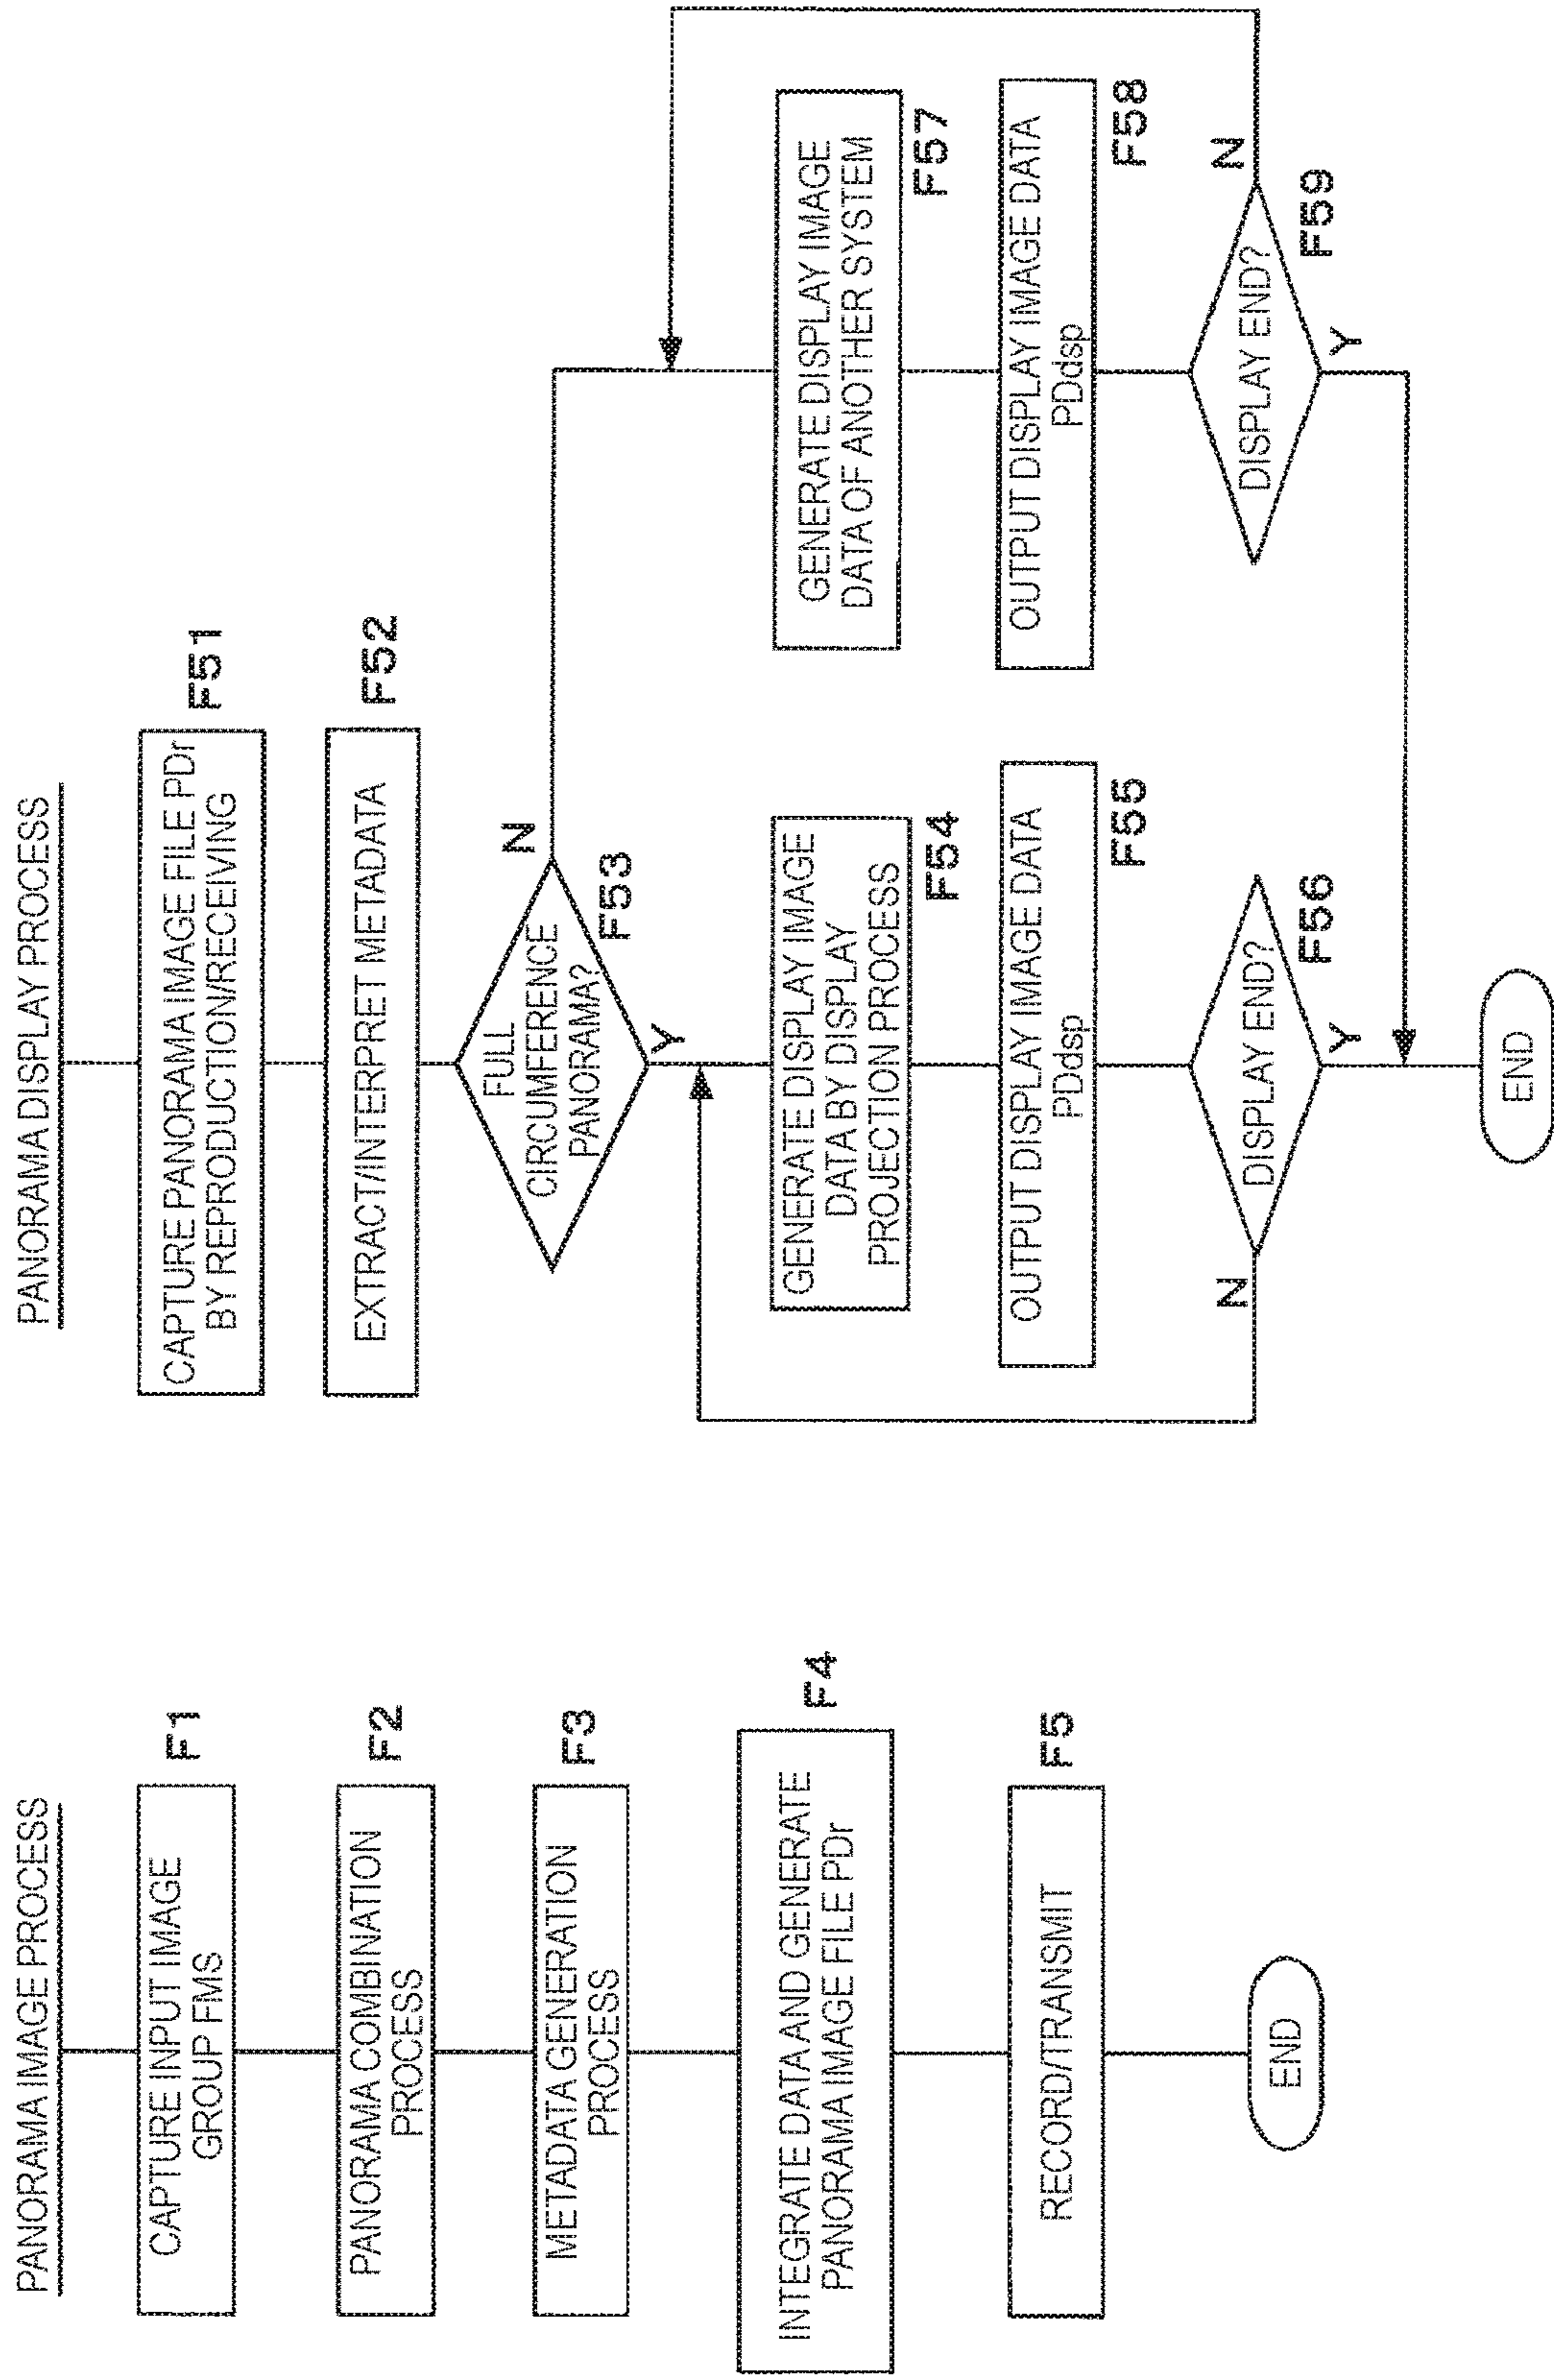 PANORAMA IMAGE PROCESS
CAPTURE INPUT IMAGE
GROUP FMS
F1
PANORAMA COMBINATION
PROCESS
F2
METADATA GENERATION
PROCESS
F3
INTEGRATE DATA AND GENERATE
PANORAMA IMAGE FILE PDr
F4
RECORD/TRANSMIT
F5
END
PANORAMA DISPLAY PROCESS
CAPTURE PANORAMA IMAGE FILE PDr
BY REPRODUCTION/RECEIVING
F51
EXTRACT/INTERPRET METADATA
F52
FULL
CIRCUMFERENCE
PANORAMA?
F53
N
Y
GENERATE DISPLAY IMAGE
DATA BY DISPLAY
PROJECTION PROCESS
F54
OUTPUT DISPLAY IMAGE DATA
PDdsp
F55
DISPLAY END?
F56
N
Y
GENERATE DISPLAY IMAGE
DATA OF ANOTHER SYSTEM
F57
OUTPUT DISPLAY IMAGE DATA
PDdsp
F58
DISPLAY END?
F59
N
Y
END